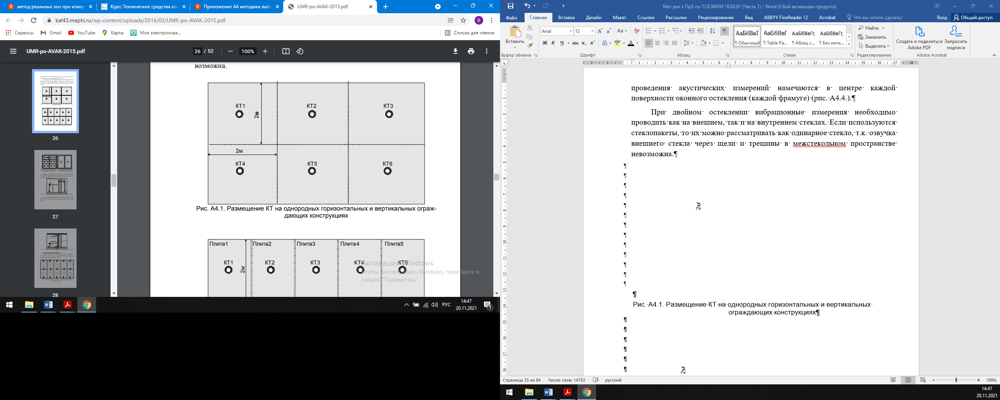 метод реальных зон при измер
Курс: Технические средства кон
Приложение А4 методика выбо
UMR-po-AVAK-2015.pdf
kaf43.mephi.ru/wp-content/uploads/2016/02/UMR-po-AVAK-2015.pdf
Сервисы
Gmail
YouTube
Карты
Моя электронная...
Список для чтения
UMR-po-AVAK-2015.pdf
26 / 52
100%
26
27
28
возможна.
КТ1
КТ2
КТ3
2м
2м
КТ4
КТ5
КТ6
Рис. А4.1. Размещение КТ на однородных горизонтальных и вертикальных ограж-
дающих конструкциях
Плита1
Плита2
Плита3
Плита4
Плита5
КТ1
КТ2
КТ3
КТ4
КТ5
2м
Активация Windows
Чтобы активировать Windows, перейдите в
раздел "Параметры".
РУС
14:47
20.11.2021
1
Мет рек к ПрЗ по ТСКЭМЗИ 10.03.01 (Часть 1) - Word (Сбой активации продукта)
Файл
Главная
Вставка
Дизайн
Макет
Ссылки
Рассылки
Рецензирование
Вид
ABBYY FineReader 12
Acrobat
Что вы хотите сделать?
Вход
Общий доступ
Вставить
Буфер обмена
Arial
12
Ж К Ч abc x₂ x²
Шрифт
Абзац
АаБбВвІ
¶ Обычный
АаБбВвГ
¶ Table Pa...
АаБбВвГг,
¶ Абзац с...
АаБбВвГг,
¶ Без инте...
Стили
Найти
Заменить
Выделить
Редактирование
Создать и поделиться
Adobe PDF
Запросить
подписи
Adobe Acrobat
проведения акустических измерений намечаются в центре каждой
поверхности оконного остекления (каждой фрамуге) (рис. А4.4.).¶
При двойном остеклении вибрационные измерения необходимо
проводить как на внешнем, так и на внутреннем стеклах. Если используются
стеклопакеты, то их можно рассматривать как одинарное стекло, т.к. озвучка
внешнего стекла через щели и трещины в межстекольном пространстве
невозможна.¶
2м
Рис. А4.1. Размещение КТ на однородных горизонтальных и вертикальных
ограждающих конструкциях¶
2м
Страница 35 из 84
Число слов: 14783
русский
108%
14:47
20.11.2021